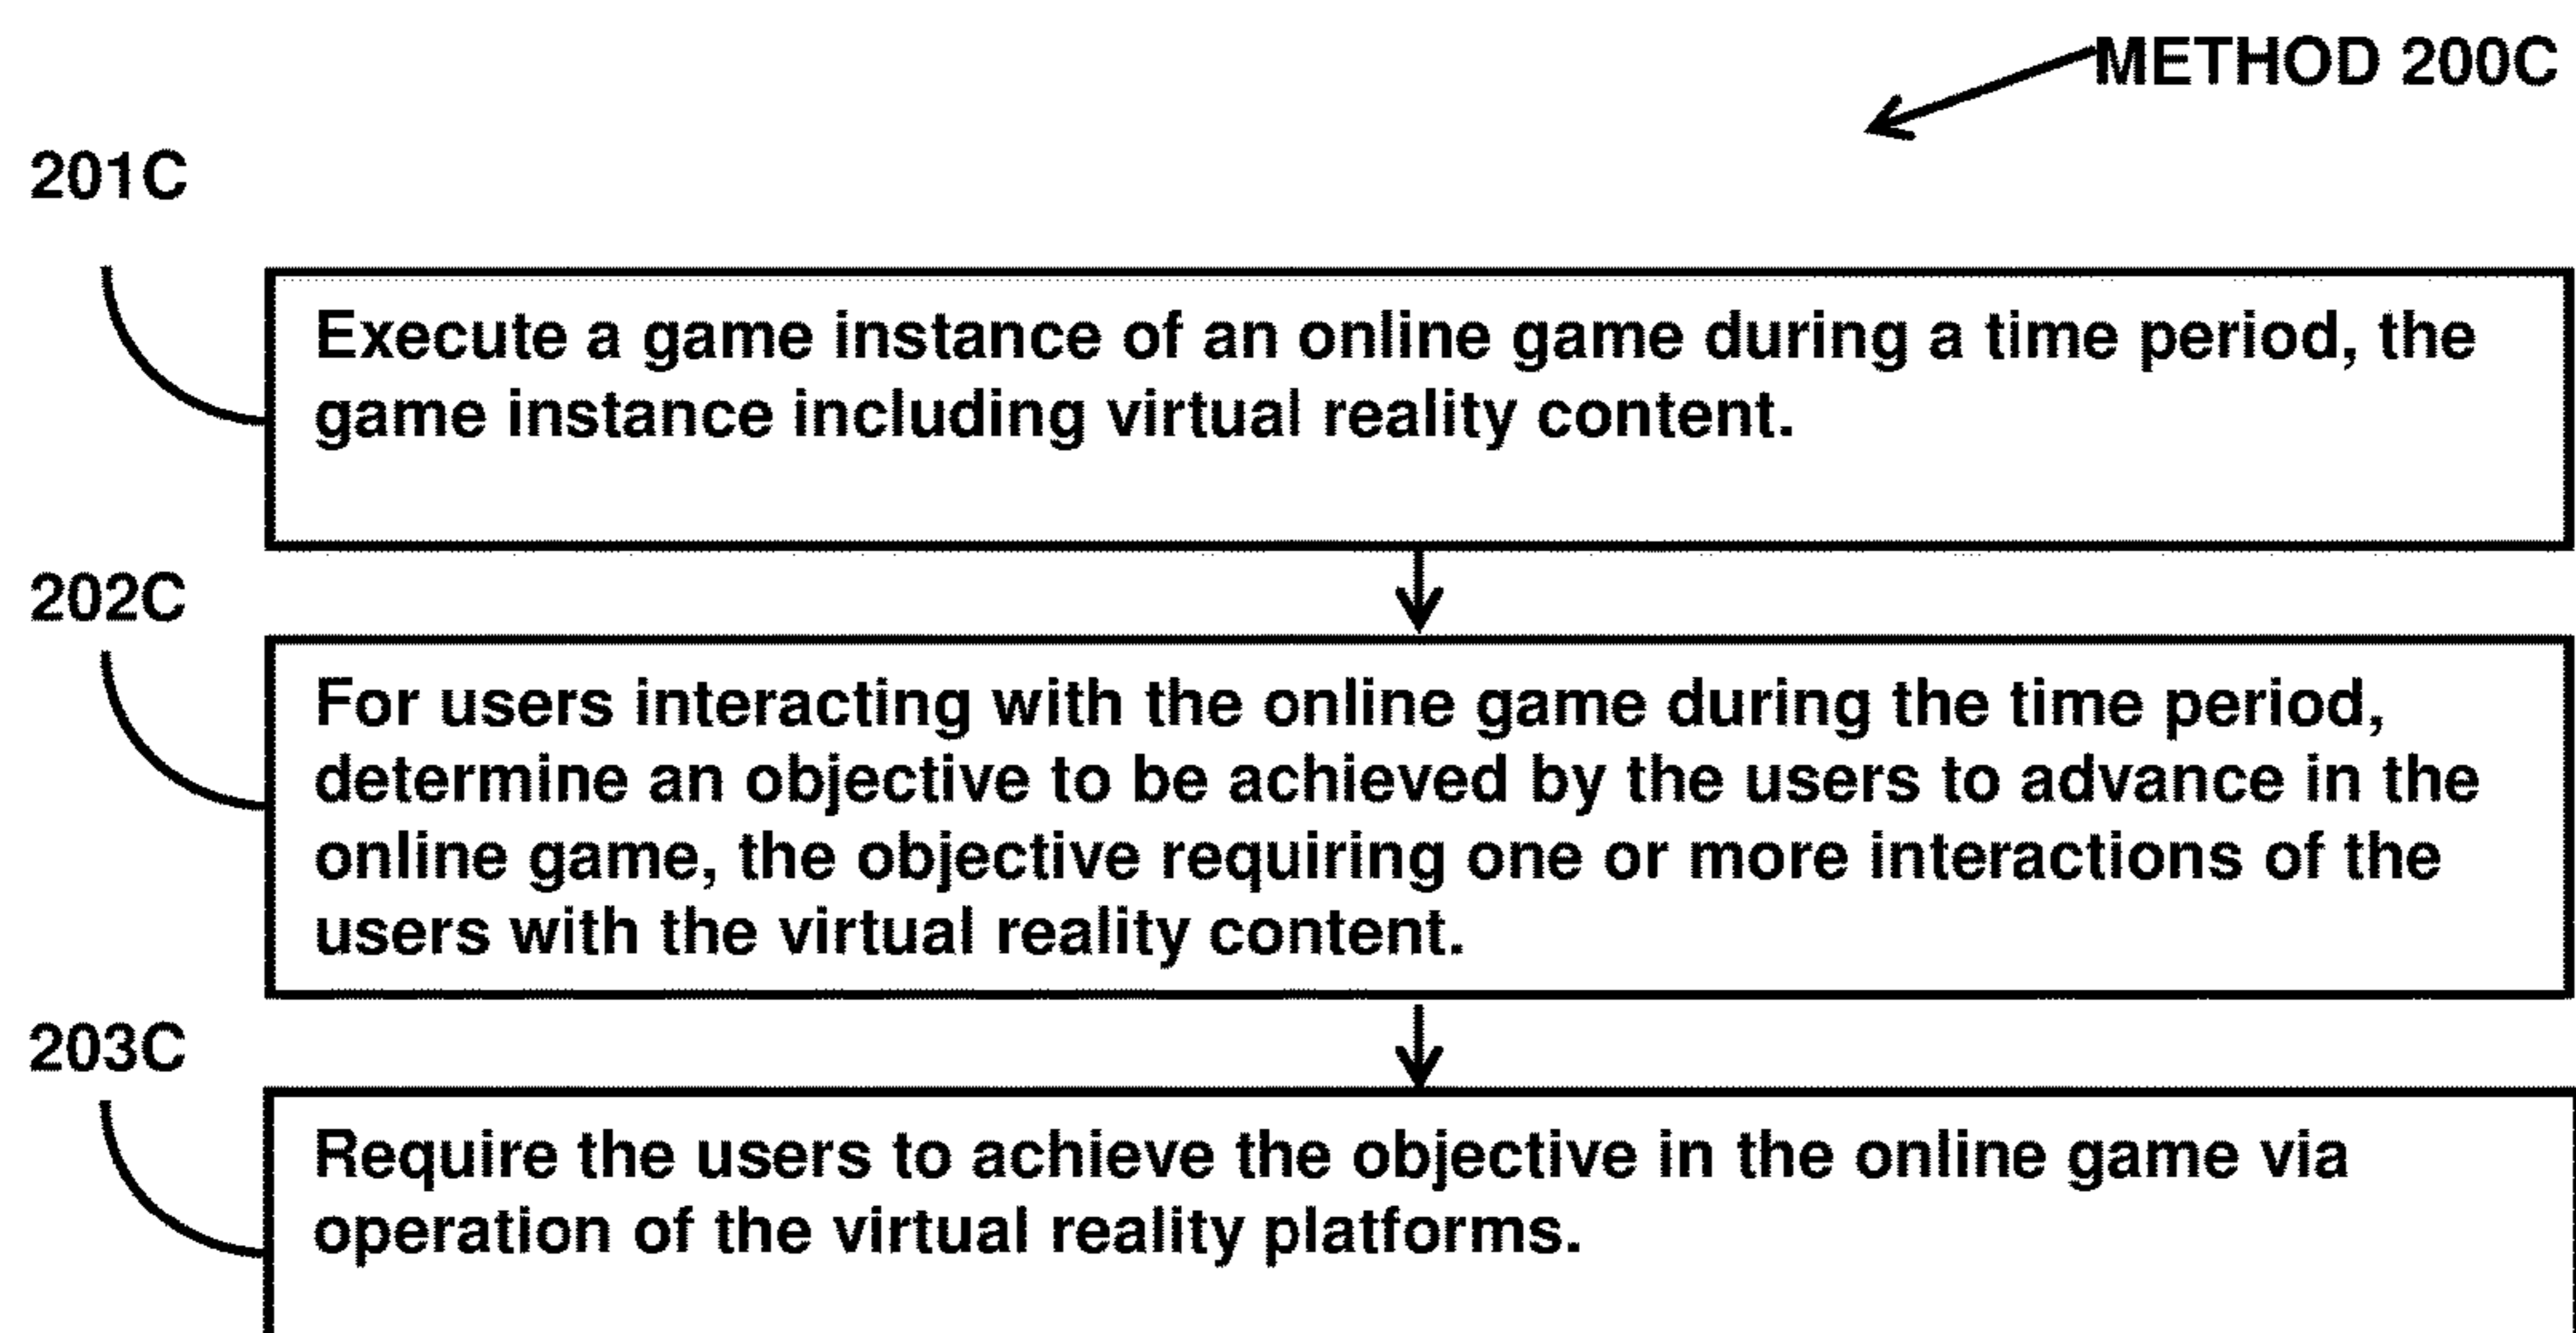 METHOD 200C
201C
Execute a game instance of an online game during a time period, the
game instance including virtual reality content.
202C
For users interacting with the online game during the time period,
determine an objective to be achieved by the users to advance in the
online game, the objective requiring one or more interactions of the
users with the virtual reality content.
203C
Require the users to achieve the objective in the online game via
operation of the virtual reality platforms.